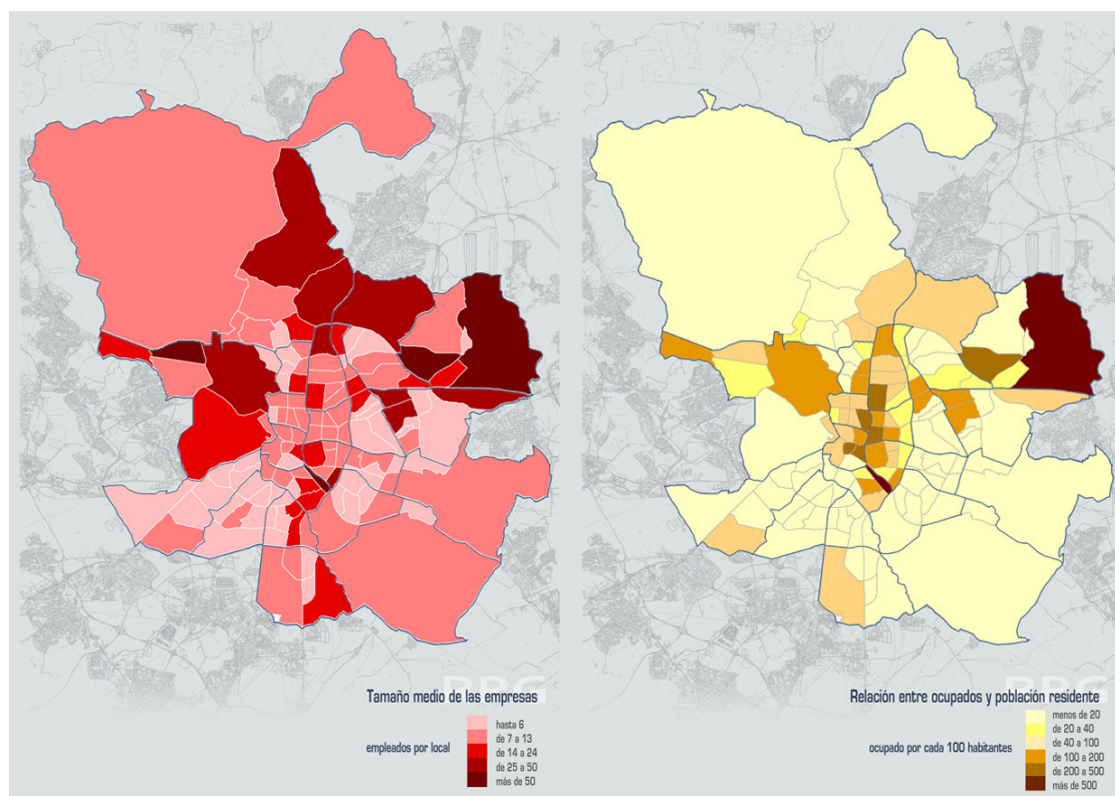 BBG
Tamaño medio de las empresas
empleados por local
hasta 6
de 7 a 13
de 14 a 24
de 25 a 50
más de 50
BBG
Relación entre ocupados y población residente
ocupado por cada 100 habitantes
menos de 20
de 20 a 40
de 40 a 100
de 100 a 200
de 200 a 500
más de 500